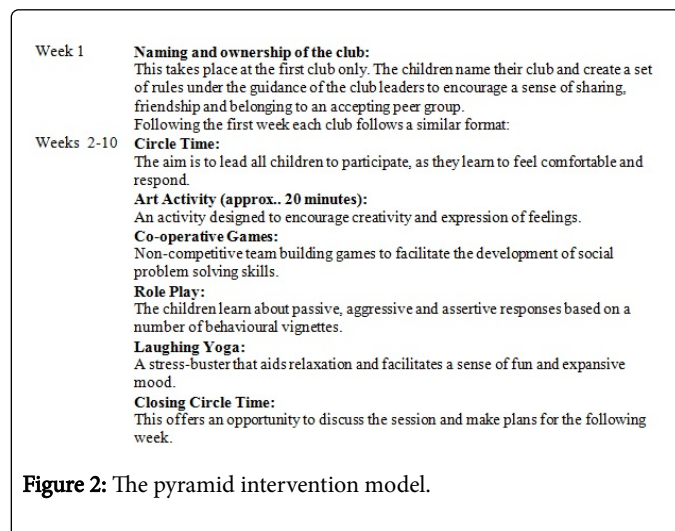 Week 1 Naming and ownership of the club:
This takes place at the first club only. The children name their club and create a set
of rules under the guidance of the club leaders to encourage a sense of sharing,
friendship and belonging to an accepting peer group.
Following the first week each club follows a similar format:
Weeks 2-10 Circle Time:
The aim is to lead all children to participate, as they learn to feel comfortable and
respond.
Art Activity (approx.. 20 minutes):
An activity designed to encourage creativity and expression of feelings.
Co-operative Games:
Non-competitive team building games to facilitate the development of social
problem solving skills.
Role Play:
The children learn about passive, aggressive and assertive responses based on a
number of behavioural vignettes.
Laughing Yoga:
A stress-buster that aids relaxation and facilitates a sense of fun and expansive
mood.
Closing Circle Time:
This offers an opportunity to discuss the session and make plans for the following
week.
Figure 2: The pyramid intervention model.